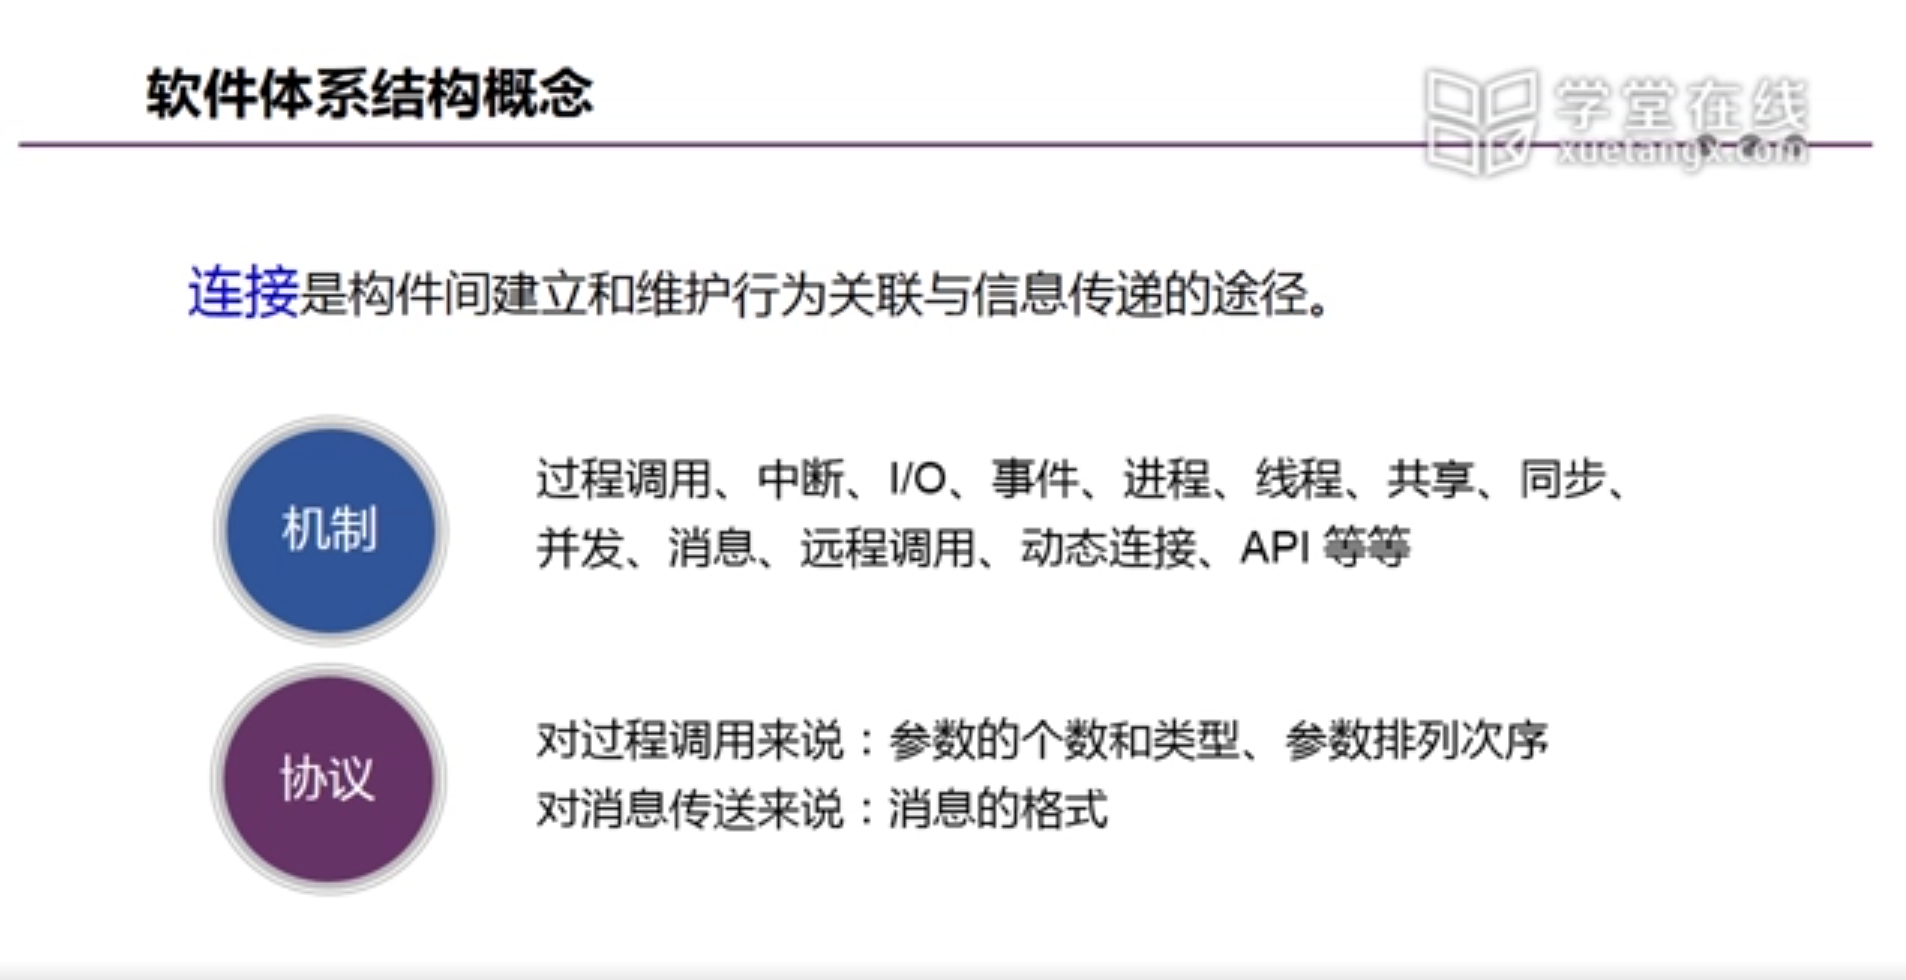 软件体系结构概念
学堂在线
xuetangx.com
连接是构件间建立和维护行为关联与信息传递的途径。
机制
过程调用、中断、I/O、事件、进程、线程、共享、同步、
并发、消息、远程调用、动态连接、API 等等
协议
对过程调用来说：参数的个数和类型、参数排列次序
对消息传送来说：消息的格式